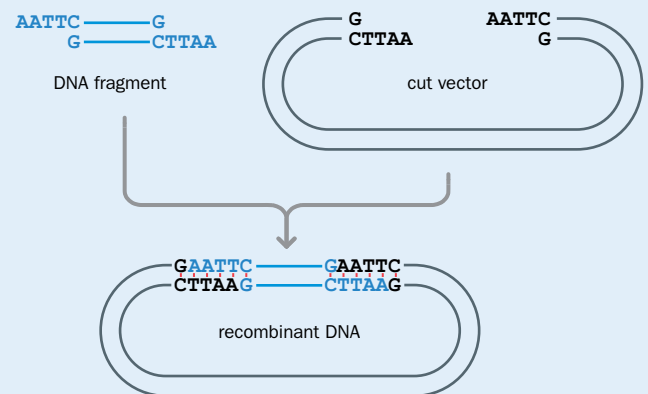 AATTC G
G CTTAA
DNA fragment
G AATTC
CTTAA G
cut vector
GAATTC GAATTC
CTTAAG CTTAAG
recombinant DNA